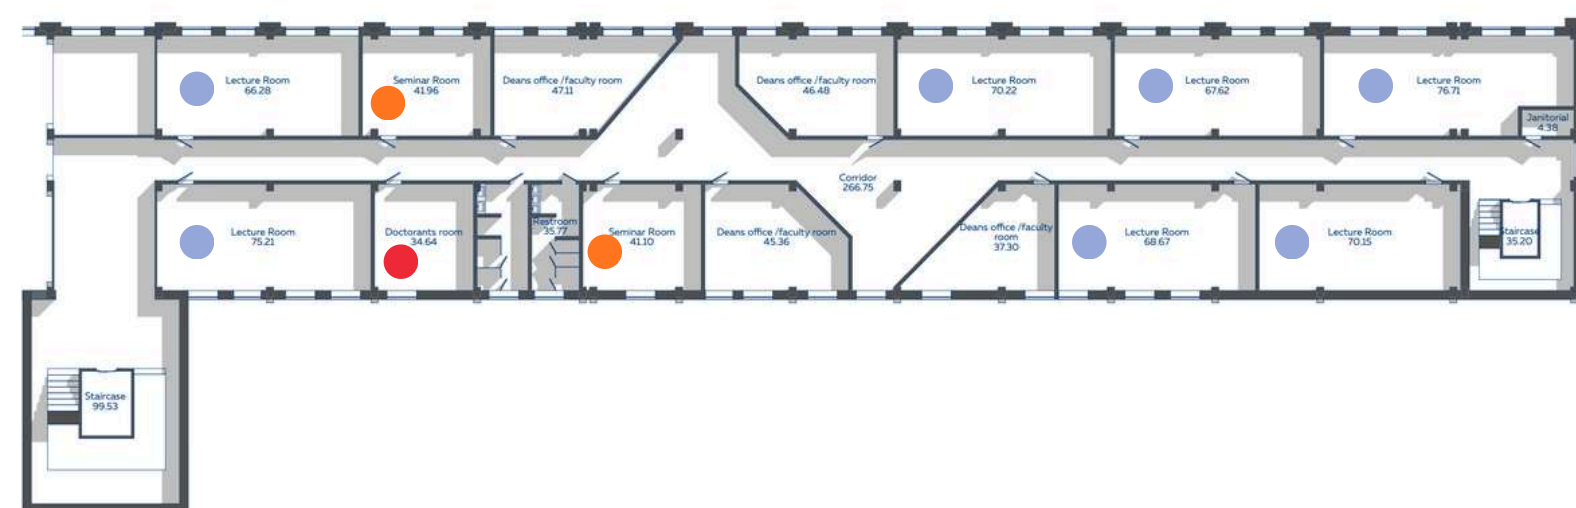 Lecture Room
66.28
Seminar Room
41.96
Deans office /faculty room
47.11
Deans office /faculty room
46.48
Lecture Room
70.22
Lecture Room
67.62
Lecture Room
76.71
Janitorial
4.38
Corridor
266.75
Lecture Room
75.21
Doctorants room
34.64
Restroom
35.77
Seminar Room
41.10
Deans office /faculty room
45.36
Deans office /faculty
room
37.30
Lecture Room
68.67
Lecture Room
70.15
Staircase
35.20
Staircase
99.53